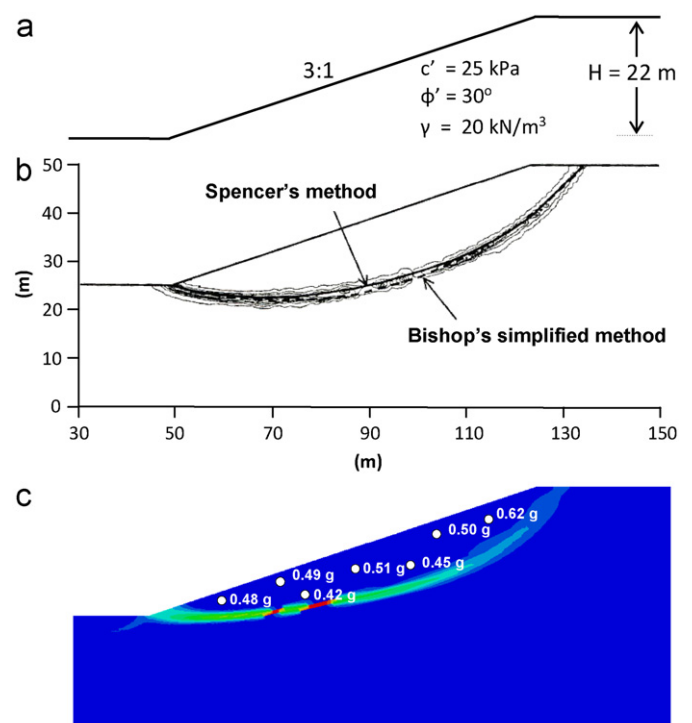 a
3:1
c' = 25 kPa
ϕ' = 30°
γ = 20 kN/m³
H = 22 m
b
50
40
30
20
10
0
(m)
Spencer's method
Bishop's simplified method
30 50 70 90 110 130 150
(m)
c
0.62 g
0.50 g
0.51 g
0.45 g
0.49 g
0.48 g
0.42 g